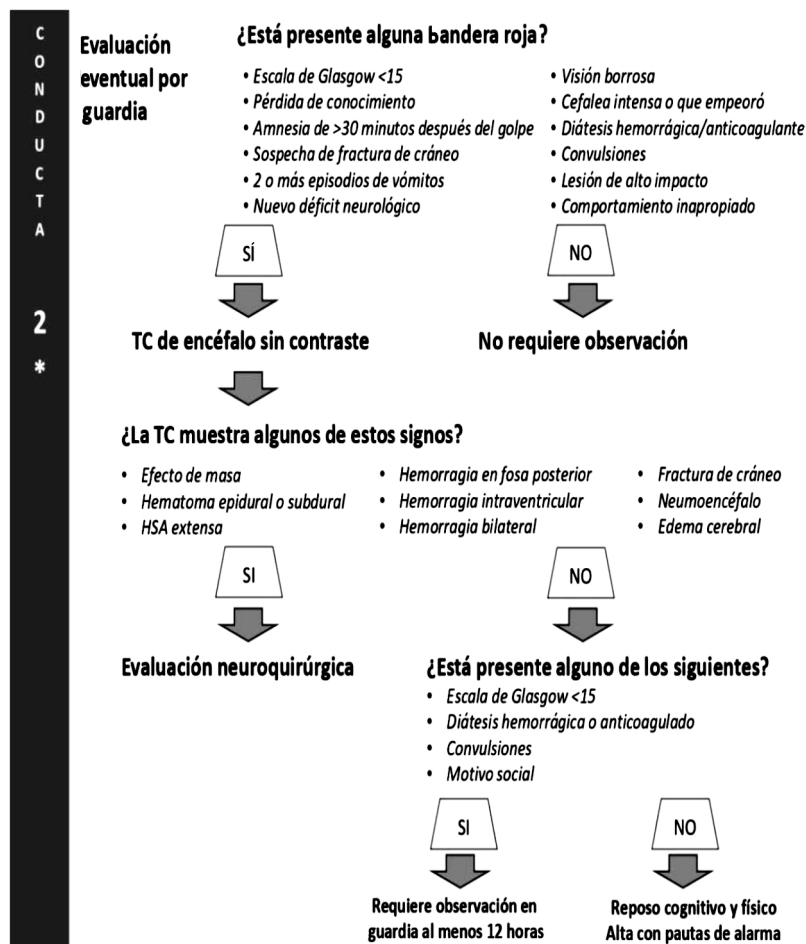 CONDUCTA 2*
Evaluación
eventual por
guardia
¿Está presente alguna bandera roja?
• Escala de Glasgow <15
• Pérdida de conocimiento
• Amnesia de >30 minutos después del golpe
• Sospecha de fractura de cráneo
• 2 o más episodios de vómitos
• Nuevo déficit neurológico
• Visión borrosa
• Cefalea intensa o que empeoró
• Diátesis hemorrágica/anticoagulante
• Convulsiones
• Lesión de alto impacto
• Comportamiento inapropiado
SÍ
NO
TC de encéfalo sin contraste
No requiere observación
¿La TC muestra algunos de estos signos?
• Efecto de masa
• Hematoma epidural o subdural
• HSA extensa
• Hemorragia en fosa posterior
• Hemorragia intraventricular
• Hemorragia bilateral
• Fractura de cráneo
• Neumoencéfalo
• Edema cerebral
SI
NO
Evaluación neuroquirúrgica
¿Está presente alguno de los siguientes?
• Escala de Glasgow <15
• Diátesis hemorrágica o anticoagulado
• Convulsiones
• Motivo social
SI
NO
Requiere observación en
guardia al menos 12 horas
Reposo cognitivo y físico
Alta con pautas de alarma